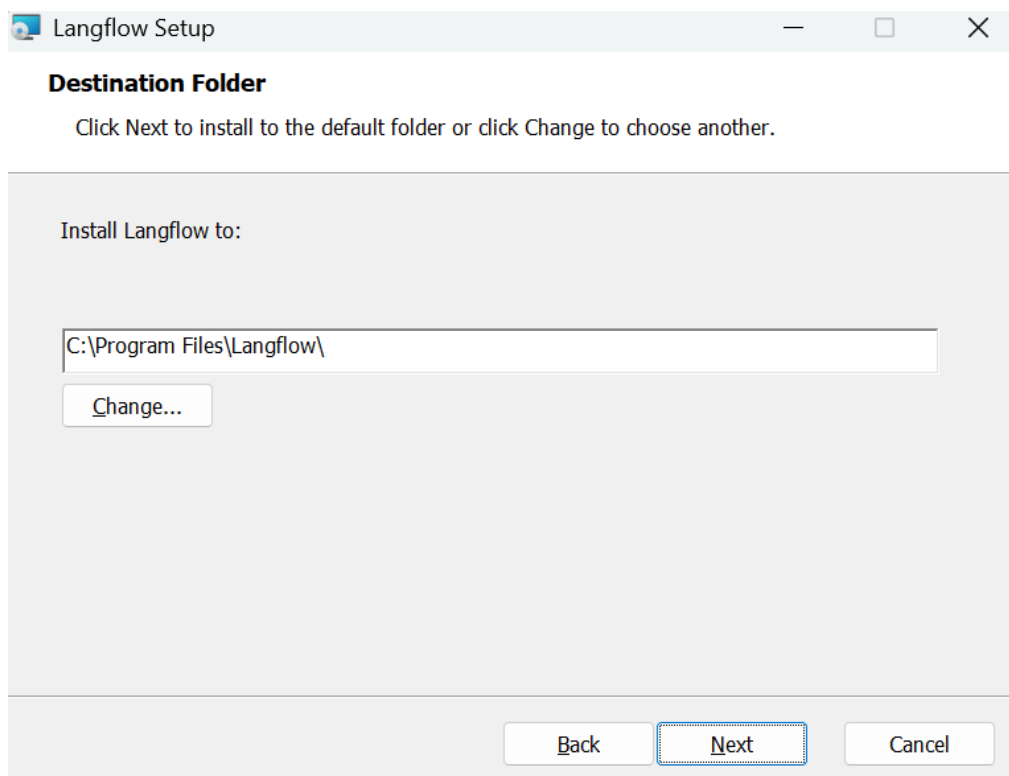 Langflow Setup
Destination Folder
Click Next to install to the default folder or click Change to choose another.
Install Langflow to:
C:\Program Files\Langflow\
Change...
Back Next Cancel